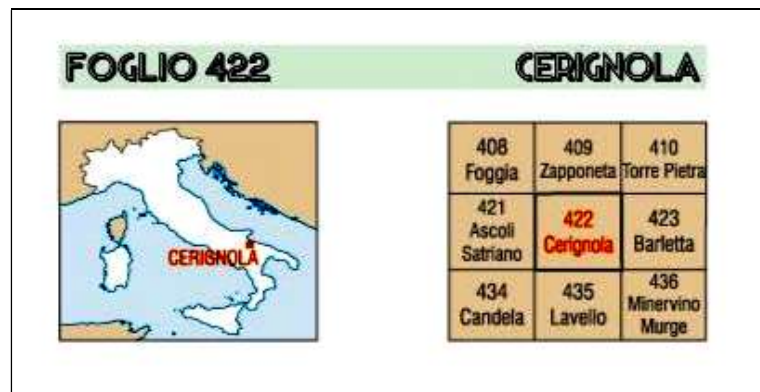 FOGLIO 422 CERIGNOLA
CERIGNOLA
408
Foggia
409
Zapponeta
410
Torre Pietra
421
Ascoli
Satriano
422
Cerignola
423
Barletta
434
Candela
435
Lavello
436
Minervino
Murge